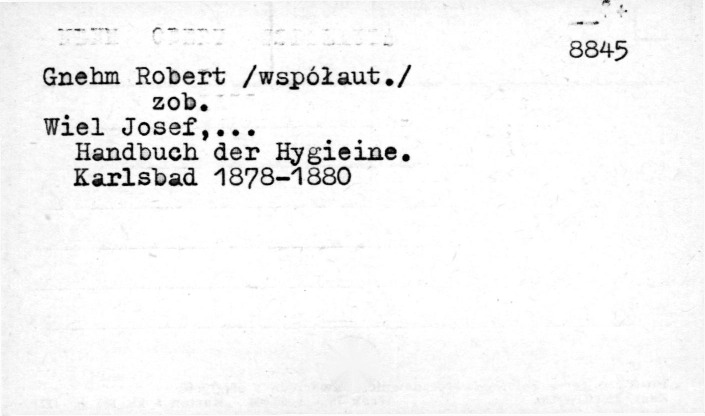 8845
Gnehm Robert /współaut./
zob.
Wiel Josef,...
Handbuch der Hygieine.
Karlsbad 1878-1880